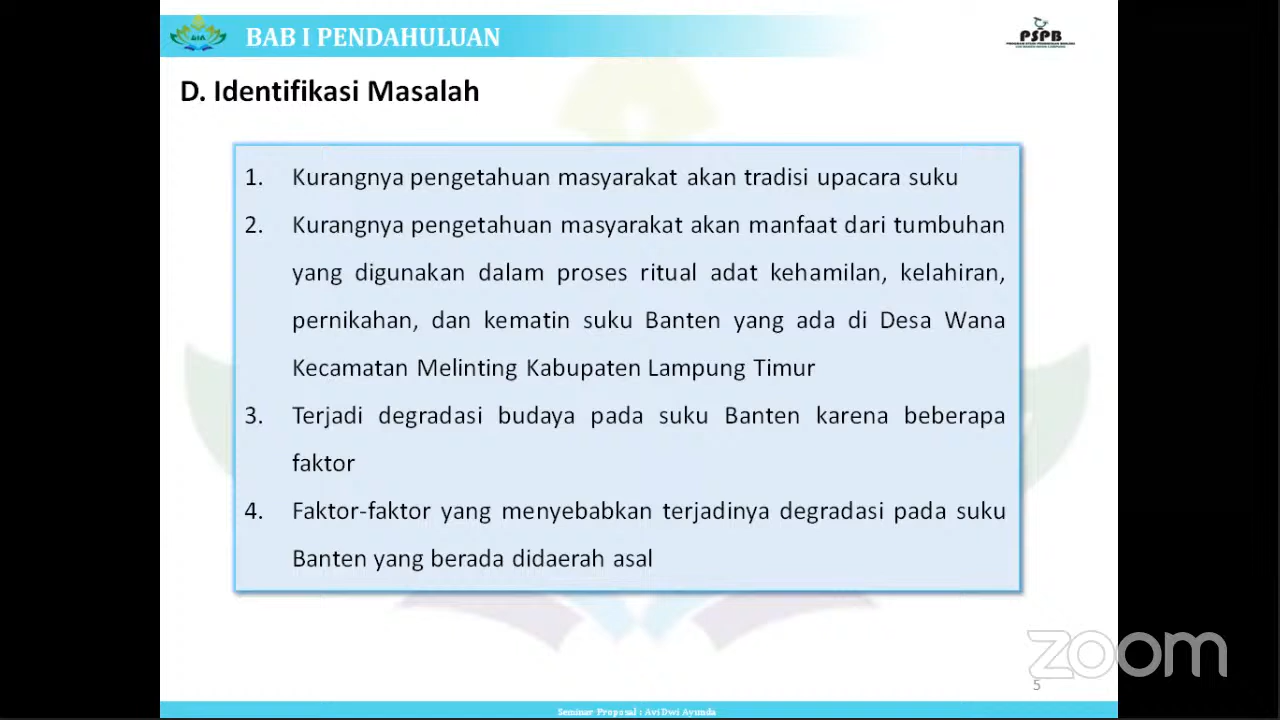 BAB I PENDAHULUAN
PSPB
D. Identifikasi Masalah
1. Kurangnya pengetahuan masyarakat akan tradisi upacara suku
2. Kurangnya pengetahuan masyarakat akan manfaat dari tumbuhan
yang digunakan dalam proses ritual adat kehamilan, kelahiran,
pernikahan, dan kematin suku Banten yang ada di Desa Wana
Kecamatan Melinting Kabupaten Lampung Timur
3. Terjadi degradasi budaya pada suku Banten karena beberapa
faktor
4. Faktor-faktor yang menyebabkan terjadinya degradasi pada suku
Banten yang berada didaerah asal
zoom
5
Seminar Proposal : Avi Dwi Ayunda